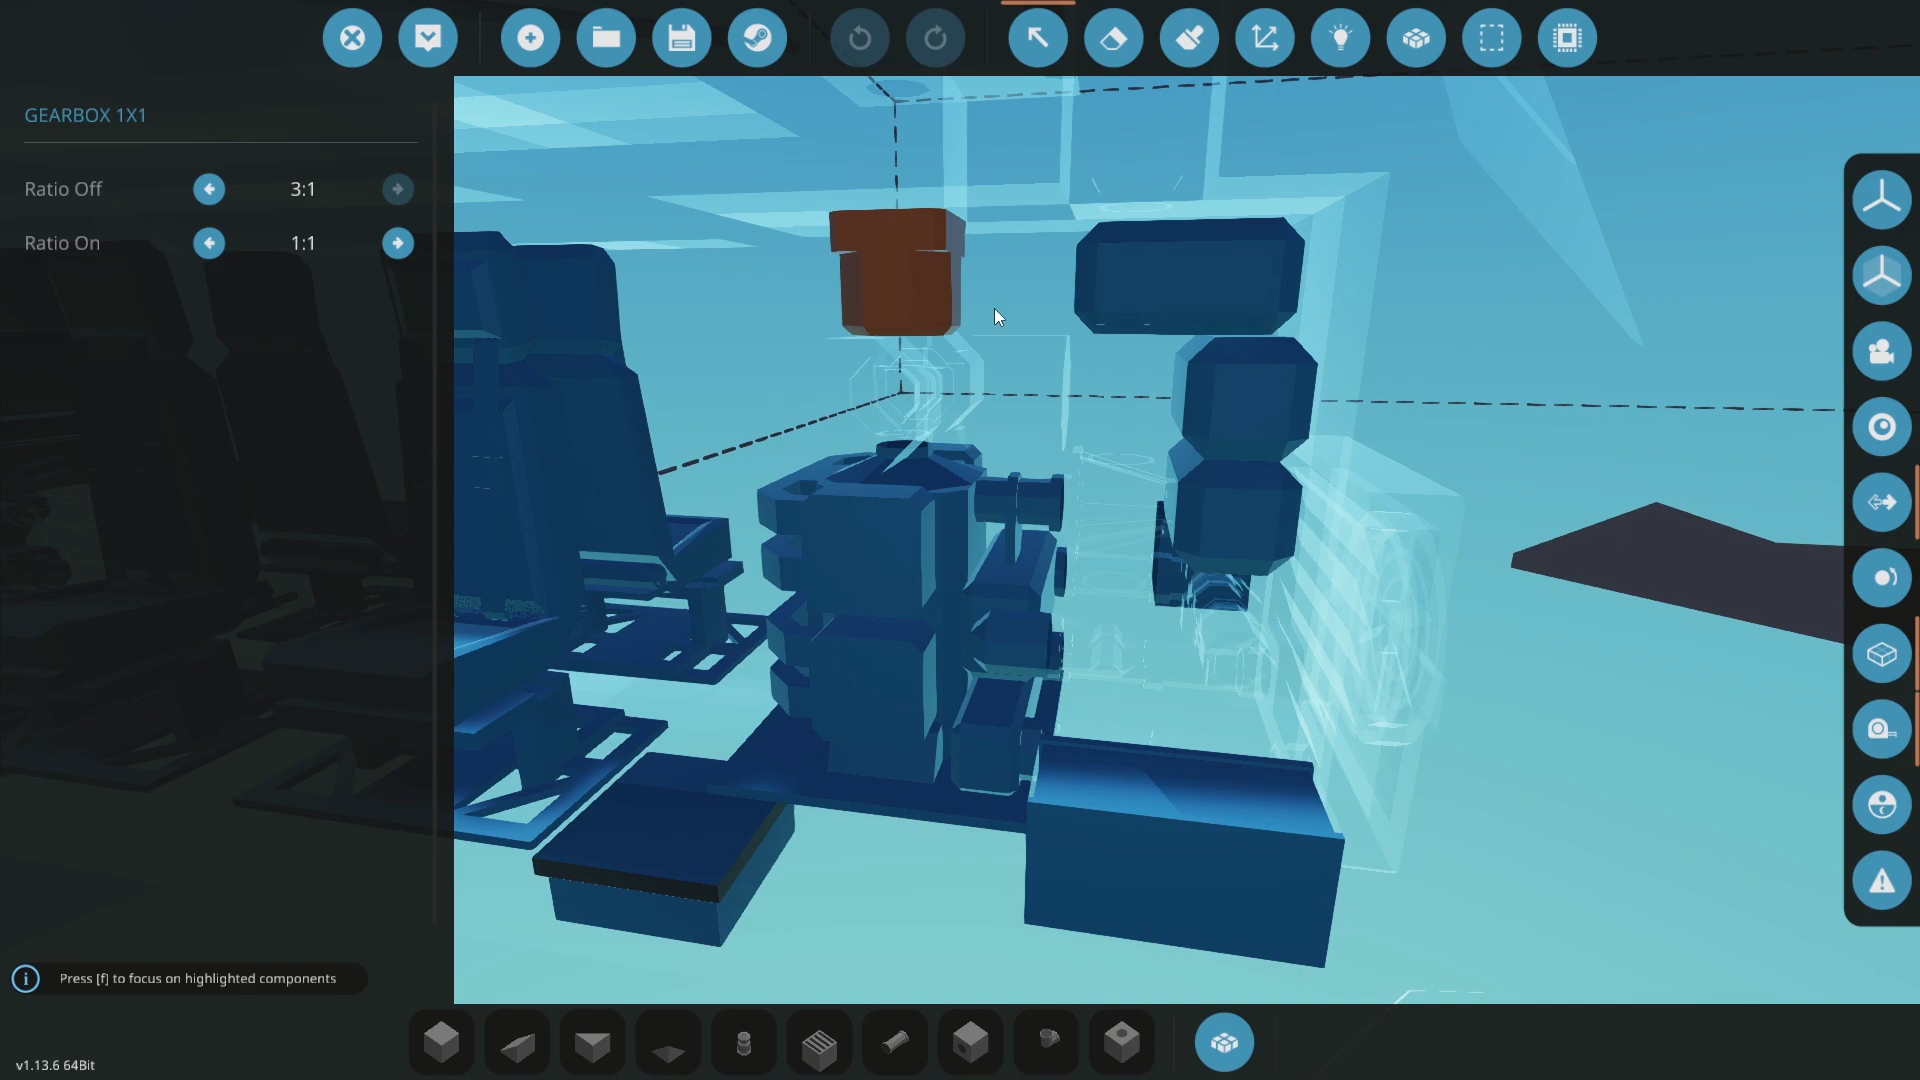 GEARBOX 1X1
Ratio Off 3:1
Ratio On 1:1
Press [f] to focus on highlighted components
v1.13.6 64Bit